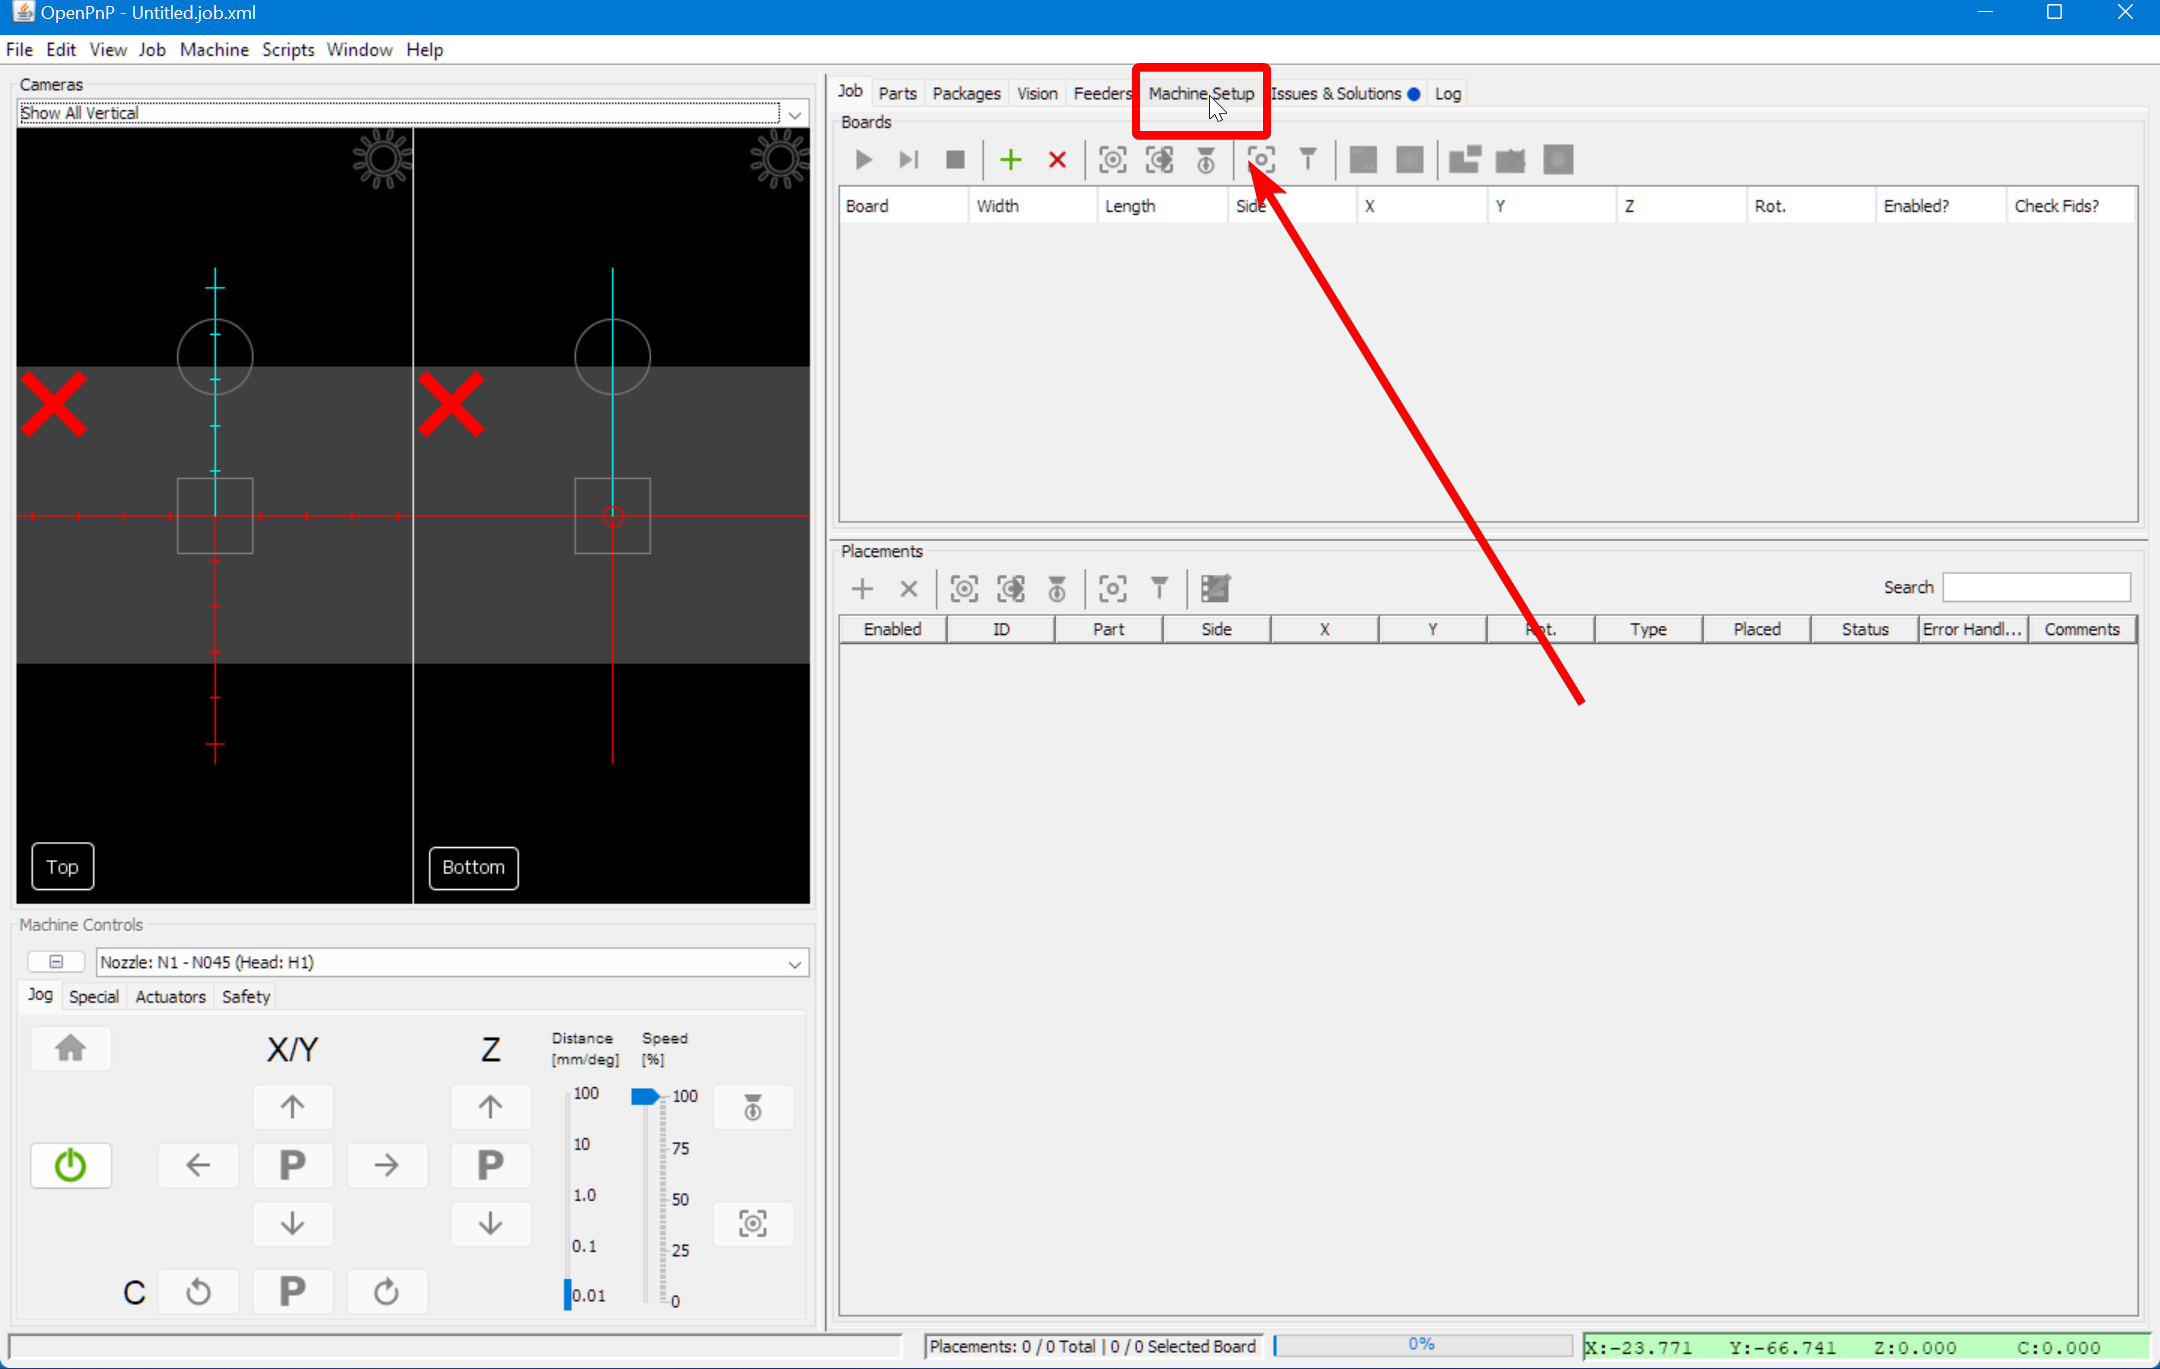 OpenPnP - Untitled.job.xml
File Edit View Job Machine Scripts Window Help
Cameras
Show All Vertical
Top
Bottom
Machine Controls
Nozzle: N1 - N045 (Head: H1)
Jog Special Actuators Safety
X/Y
Z
Distance
[mm/deg]
Speed
[%]
100
10
1.0
0.1
0.01
100
75
50
25
0
P
P
C
P
Job Parts Packages Vision Feeders Machine Setup Issues & Solutions Log
Boards
Board Width Length Side X Y Z Rot. Enabled? Check Fids?
Placements
Search
Enabled ID Part Side X Y Rot. Type Placed Status Error Handl... Comments
Placements: 0 / 0 Total | 0 / 0 Selected Board
0%
X:-23.771 Y:-66.741 Z:0.000 C:0.000